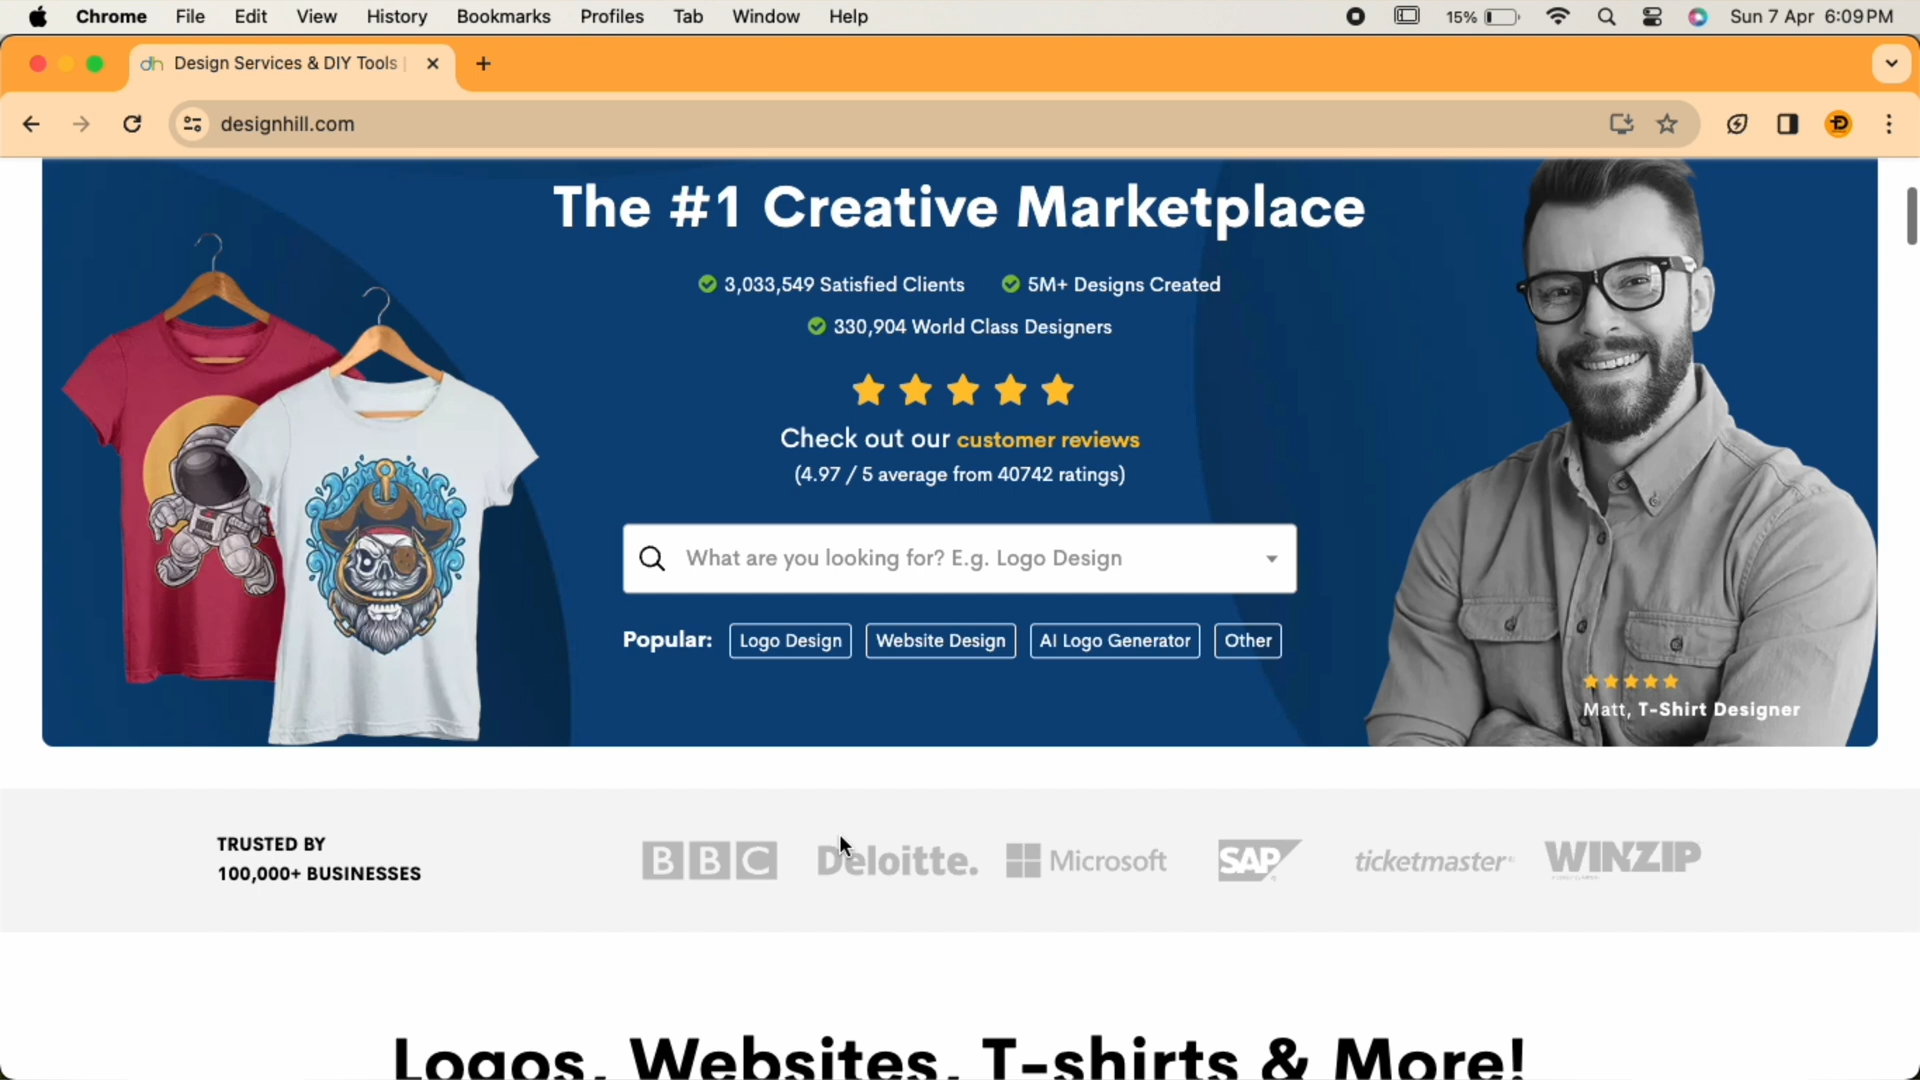 Chrome File Edit View History Bookmarks Profiles Tab Window Help 15% Sun 7 Apr 6:09 PM
dh Design Services & DIY Tools |
designhill.com
The #1 Creative Marketplace
3,033,549 Satisfied Clients 5M+ Designs Created
330,904 World Class Designers
Check out our customer reviews
(4.97 / 5 average from 40742 ratings)
What are you looking for? E.g. Logo Design
Popular: Logo Design Website Design AI Logo Generator Other
Matt, T-Shirt Designer
TRUSTED BY
100,000+ BUSINESSES
BBC Deloitte. Microsoft SAP ticketmaster WINZIP
Logos, Websites, T-shirts & More!